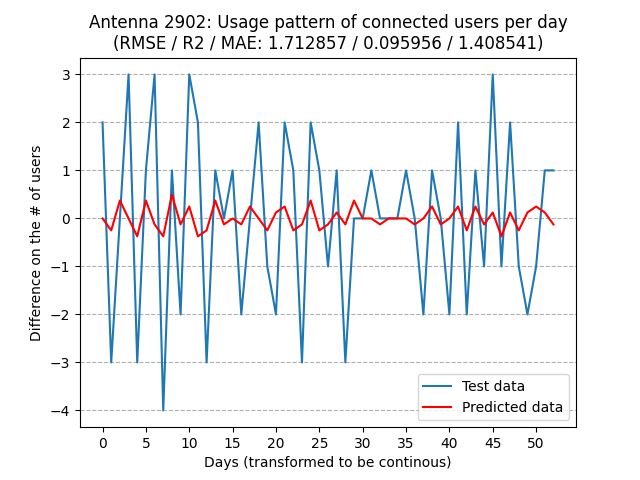 Antenna 2902: Usage pattern of connected users per day
(RMSE / R2 / MAE: 1.712857 / 0.095956 / 1.408541)
Difference on the # of users
3
2
1
0
−1
−2
−3
−4
Test data
Predicted data
0 5 10 15 20 25 30 35 40 45 50
Days (transformed to be continous)